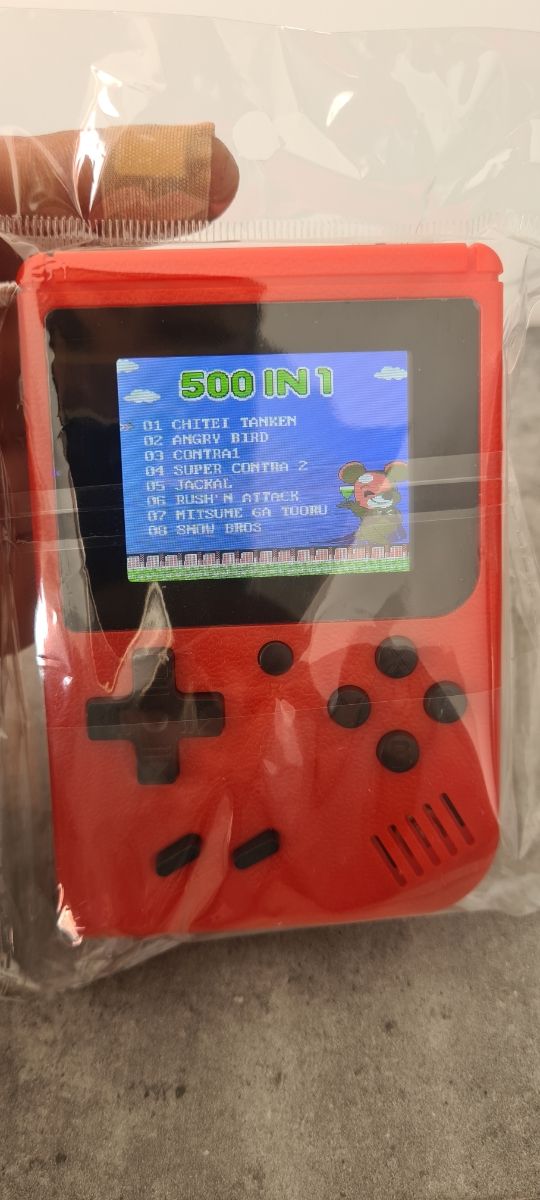 500 IN 1
01 CHITEI TANKEN
02 ANGRY BIRD
03 CONTRA1
04 SUPER CONTRA 2
05 JACKAL
06 RUSH'N ATTACK
07 MITSUME GA TOORU
08 SNOW BROS